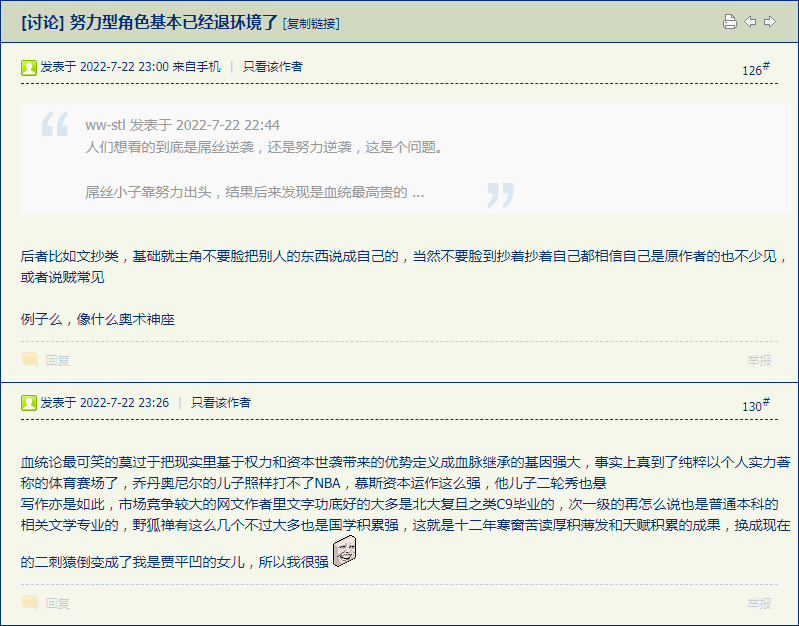 [讨论] 努力型角色基本已经退环境了 [复制链接]
发表于 2022-7-22 23:00 来自手机 | 只看该作者
126#
ww-stl 发表于 2022-7-22 22:44
人们想看的到底是屌丝逆袭，还是努力逆袭，这是个问题。
屌丝小子靠努力出头，结果后来发现是血统最高贵的 ...
后者比如文抄类，基础就主角不要脸把别人的东西说成自己的，当然不要脸到抄着抄着自己都相信自己是原作者的也不少见，
或者说贼常见
例子么，像什么奥术神座
回复
举报
发表于 2022-7-22 23:26 | 只看该作者
130#
血统论最可笑的莫过于把现实里基于权力和资本世袭带来的优势定义成血脉继承的基因强大，事实上真到了纯粹以个人实力著
称的体育赛场了，乔丹奥尼尔的儿子照样打不了NBA，慕斯资本运作这么强，他儿子二轮秀也悬
写作亦是如此，市场竞争较大的网文作者里文字功底好的大多是北大复旦之类C9毕业的，次一级的再怎么说也是普通本科的
相关文学专业的，野狐禅有这么几个不过大多也是国学积累强，这就是十二年寒窗苦读厚积薄发和天赋积累的成果，换成现在
的二刺猿倒变成了我是贾平凹的女儿，所以我很强
回复
举报